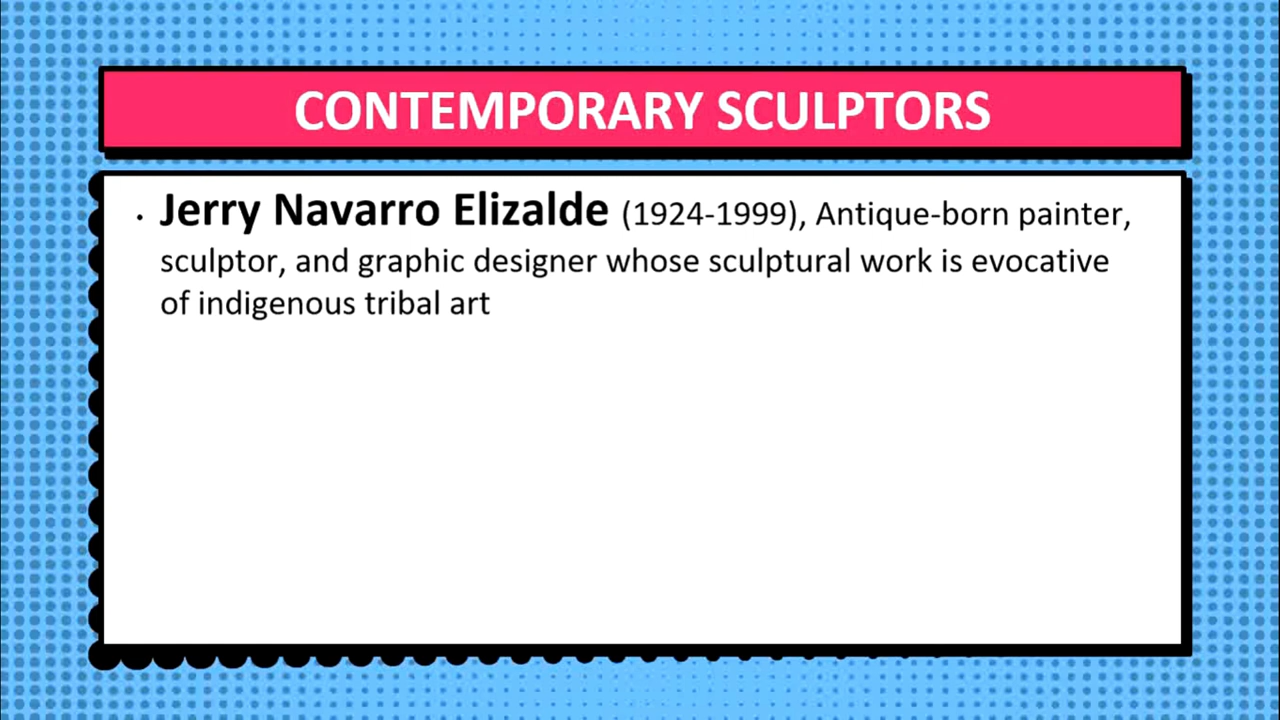 CONTEMPORARY SCULPTORS
• Jerry Navarro Elizalde (1924-1999), Antique-born painter,
sculptor, and graphic designer whose sculptural work is evocative
of indigenous tribal art